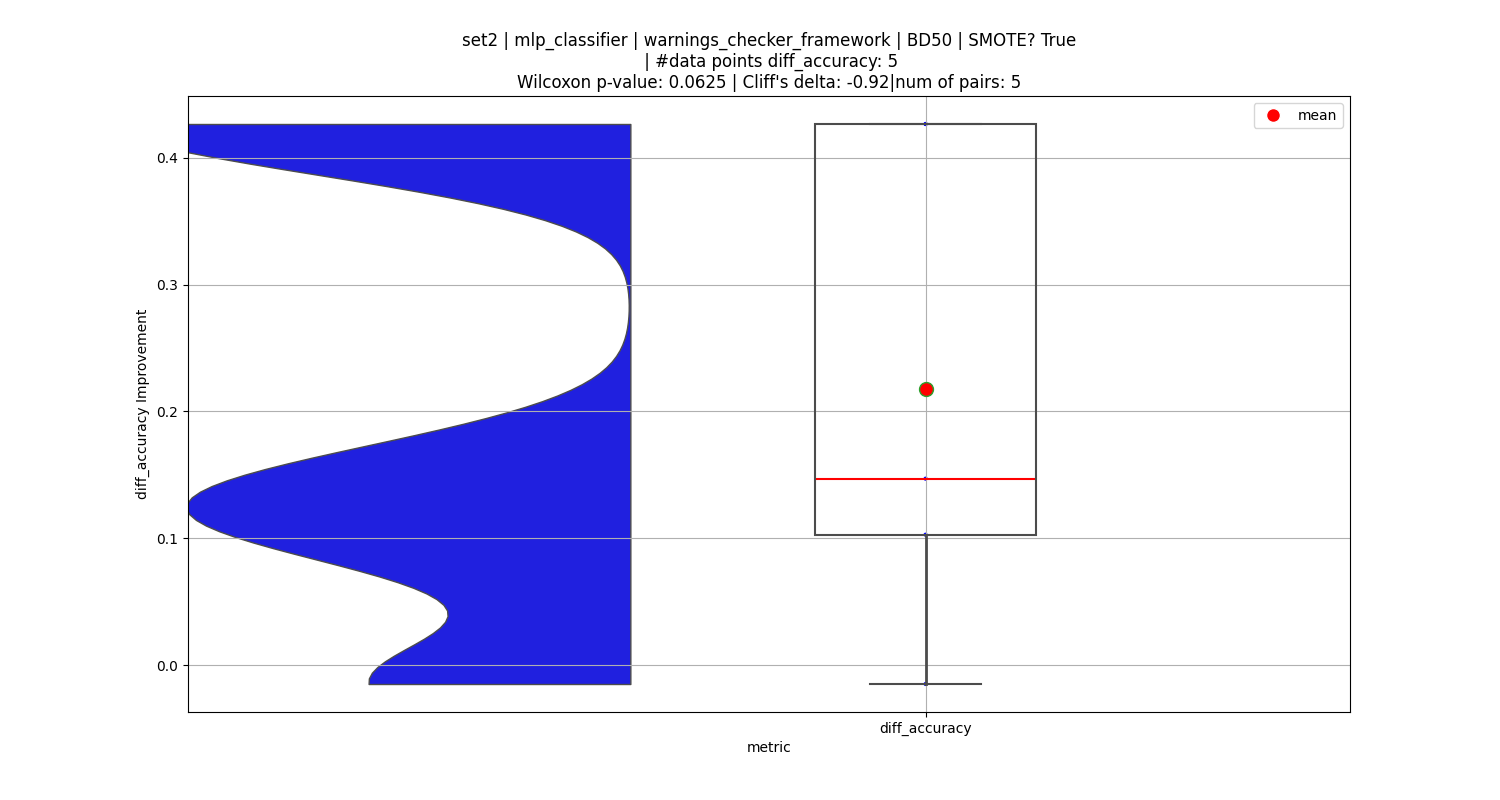 set2 | mlp_classifier | warnings_checker_framework | BD50 | SMOTE? True
| #data points diff_accuracy: 5
Wilcoxon p-value: 0.0625 | Cliff's delta: -0.92|num of pairs: 5
mean
0.4
0.3
0.2
0.1
0.0
diff_accuracy Improvement
diff_accuracy
metric